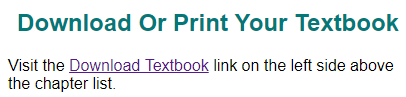 Download Or Print Your Textbook
Visit the Download Textbook link on the left side above
the chapter list.